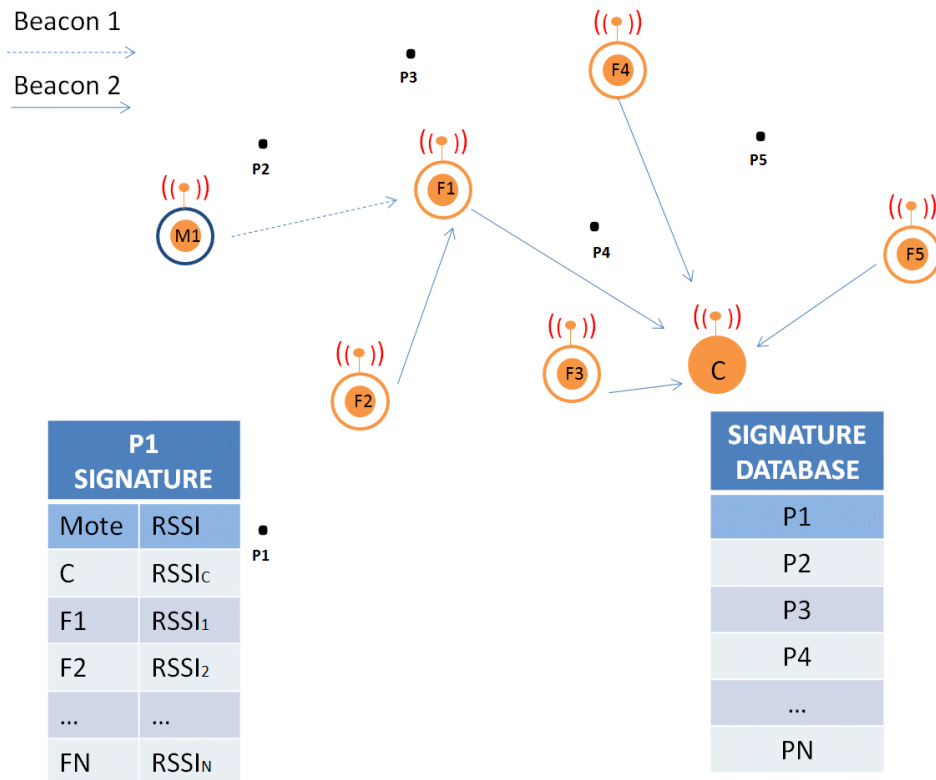 Beacon 1
Beacon 2
P3
F4
P2
F1
P5
M1
P4
F5
F2
F3
C
P1
SIGNATURE
Mote RSSI
C RSSIC
F1 RSSI1
F2 RSSI2
... ...
FN RSSIN
P1
SIGNATURE
DATABASE
P1
P2
P3
P4
...
PN